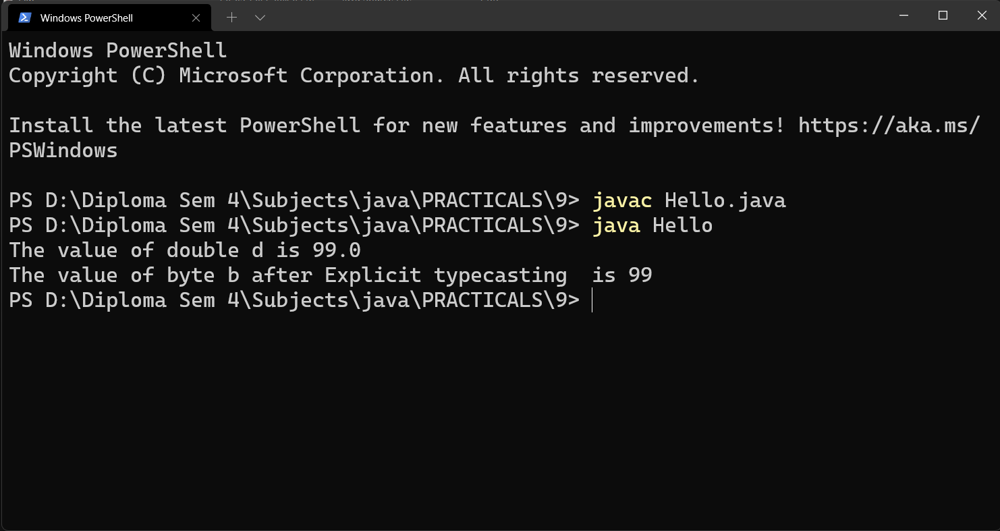 Windows PowerShell
Windows PowerShell
Copyright (C) Microsoft Corporation. All rights reserved.
Install the latest PowerShell for new features and improvements! https://aka.ms/
PSWindows
PS D:\Diploma Sem 4\Subjects\java\PRACTICALS\9> javac Hello.java
PS D:\Diploma Sem 4\Subjects\java\PRACTICALS\9> java Hello
The value of double d is 99.0
The value of byte b after Explicit typecasting  is 99
PS D:\Diploma Sem 4\Subjects\java\PRACTICALS\9>